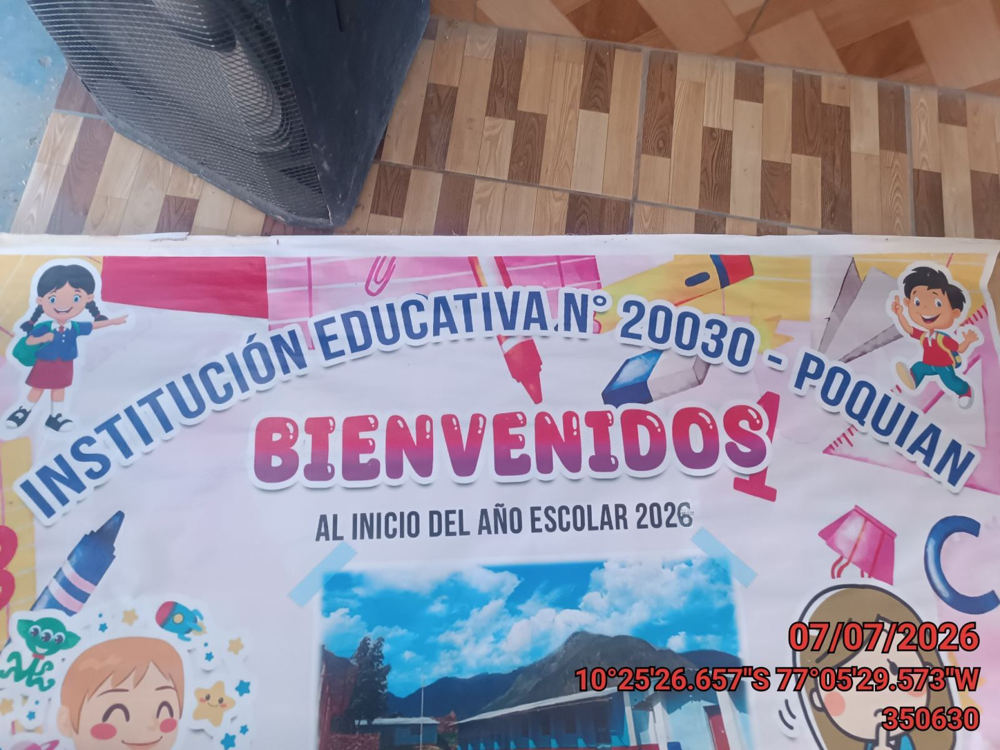 INSTITUCIÓN EDUCATIVA N° 20030 - POQUIAN
BIENVENIDOS
AL INICIO DEL AÑO ESCOLAR 2026
1
B
C
07/07/2026
10°25'26.657"S 77°05'29.573"W
350630